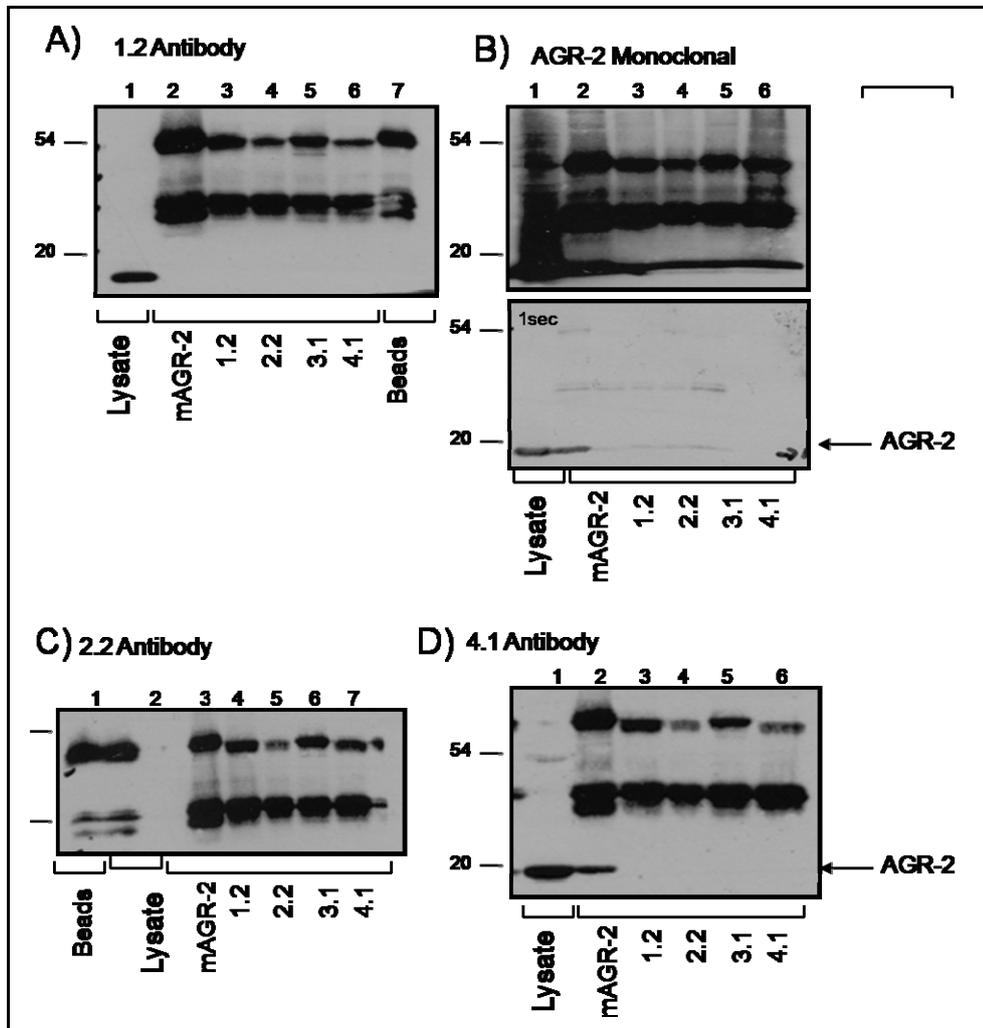 A)
1.2 Antibody
1 2 3 4 5 6 7
54
20
Lysate
mAGR-2
1.2
2.2
3.1
4.1
Beads
B)
AGR-2 Monoclonal
1 2 3 4 5 6
54
20
1sec
54
20
AGR-2
Lysate
mAGR-2
1.2
2.2
3.1
4.1
C) 2.2 Antibody
1 2 3 4 5 6 7
Beads
Lysate
mAGR-2
1.2
2.2
3.1
4.1
D) 4.1 Antibody
1 2 3 4 5 6
54
20
AGR-2
Lysate
mAGR-2
1.2
2.2
3.1
4.1